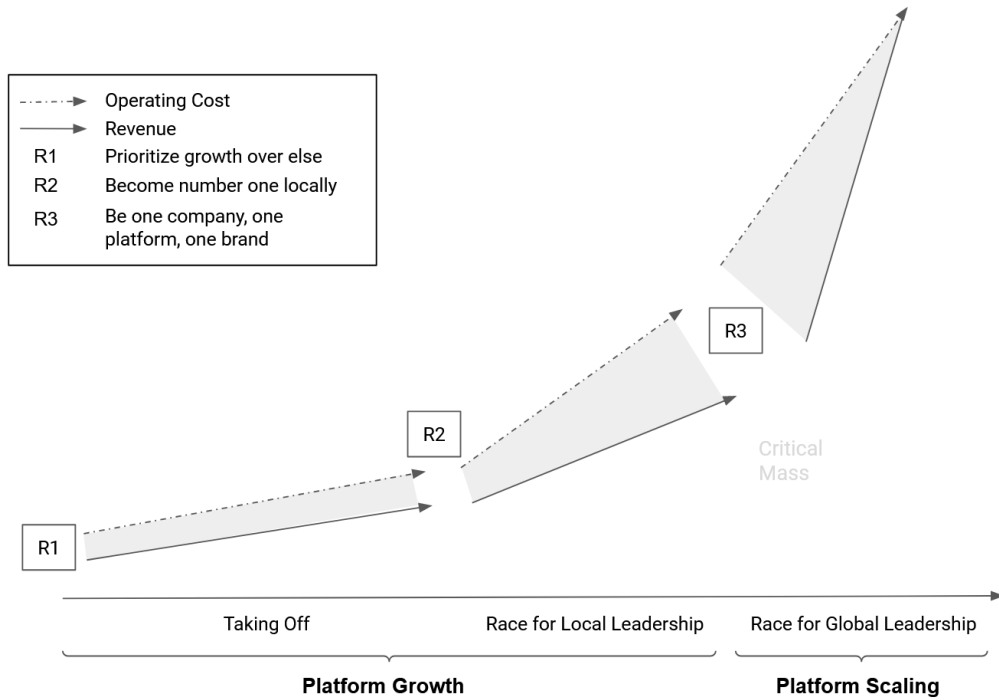 Operating Cost
Revenue
R1 Prioritize growth over else
R2 Become number one locally
R3 Be one company, one
platform, one brand
R3
R2
Critical
Mass
R1
Taking Off Race for Local Leadership Race for Global Leadership
Platform Growth Platform Scaling